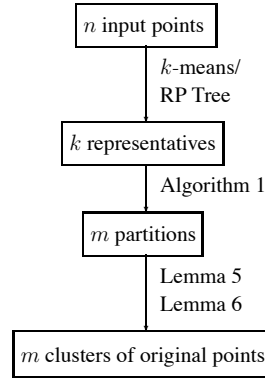 n input points
k-means/
RP Tree
k representatives
Algorithm 1
m partitions
Lemma 5
Lemma 6
m clusters of original points